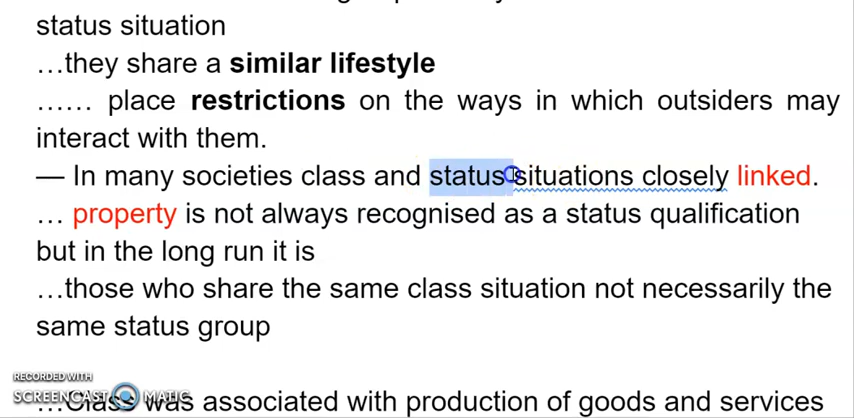 status situation
…they share a similar lifestyle
…… place restrictions on the ways in which outsiders may
interact with them.
— In many societies class and status situations closely linked.
… property is not always recognised as a status qualification
but in the long run it is
…those who share the same class situation not necessarily the
same status group
RECORDED WITH
SCREENCAST MATIC
…Class was associated with production of goods and services